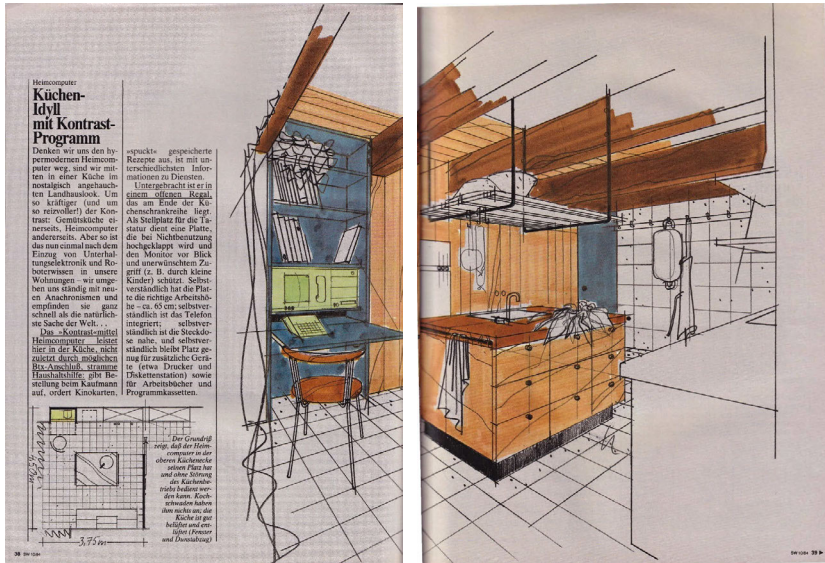 Heimcomputer
Küchen-
Idyll
mit Kontrast-
Programm
Denken wir uns den hy-
permodernen Heimcom-
puter weg, sind wir mit-
ten in einer Küche im
nostalgisch angehauch-
ten Landhauslook. Um
so kräftiger (und um
so reizvoller!) der Kon-
trast: Gemütsküche ei-
nerseits, Heimcomputer
andererseits. Aber so ist
das nun einmal nach dem
Einzug von Unterhal-
tungselektronik und Ro-
boterwissen in unsere
Wohnungen – wir umge-
ben uns ständig mit neu-
en Anachronismen und
empfinden sie ganz
schnell als die natürlich-
ste Sache der Welt. . .
Das »Kontrast«mittel
Heimcomputer leistet
hier in der Küche, nicht
zuletzt durch möglichen
Btx-Anschluß, stramme
Haushaltshilfe: gibt Be-
stellung beim Kaufmann
auf, ordert Kinokarten,
»spuckt« gespeicherte
Rezepte aus, ist mit un-
terschiedlichsten Infor-
mationen zu Diensten.
Untergebracht ist er in
einem offenen Regal,
das am Ende der Kü-
chenschrankreihe liegt.
Als Stellplatz für die Ta-
statur dient eine Platte,
die bei Nichtbenutzung
hochgeklappt wird und
den Monitor vor Blick
und unerwünschtem Zu-
griff (z. B. durch kleine
Kinder) schützt. Selbst-
verständlich hat die Plat-
te die richtige Arbeitshö-
he – ca. 65 cm; selbstver-
ständlich ist das Telefon
integriert; selbstver-
ständlich ist die Steckdo-
se nahe, und selbstver-
ständlich bleibt Platz ge-
nug für zusätzliche Gerä-
te (etwa Drucker und
Diskettenstation) sowie
für Arbeitsbücher und
Programmkassetten.
Der Grundriß
zeigt, daß der Heim-
computer in der
oberen Küchenecke
seinen Platz hat
und ohne Störung
des Küchenbe-
triebs bedient wer-
den kann. Koch-
schwaden haben
ihm nichts an; die
Küche ist gut
belüftet und ent-
lüftet (Fenster
und Dunstabzug)
3,75m
38 SW 10/84
SW 10/84 39